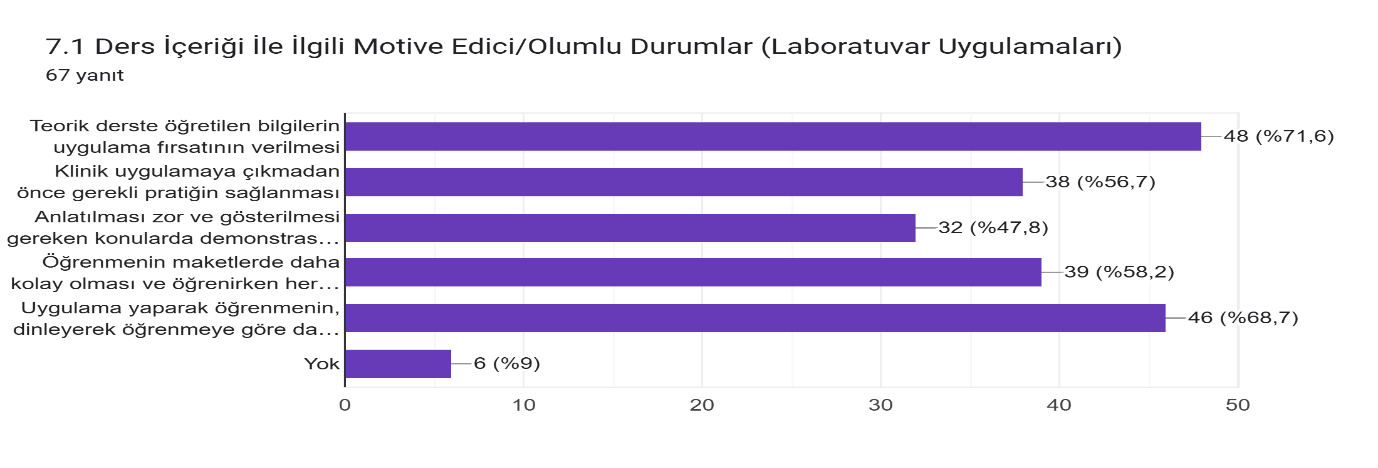 7.1 Ders İçeriği İle İlgili Motive Edici/Olumlu Durumlar (Laboratuvar Uygulamaları)
67 yanıt
Teorik derste öğretilen bilgilerin
uygulama fırsatının verilmesi
48 (%71,6)
Klinik uygulamaya çıkmadan
önce gerekli pratiğin sağlanması
38 (%56,7)
Anlatılması zor ve gösterilmesi
gereken konularda demonstras…
32 (%47,8)
Öğrenmenin maketlerde daha
kolay olması ve öğrenirken her…
39 (%58,2)
Uygulama yaparak öğrenmenin,
dinleyerek öğrenmeye göre da…
46 (%68,7)
Yok
6 (%9)
0 10 20 30 40 50